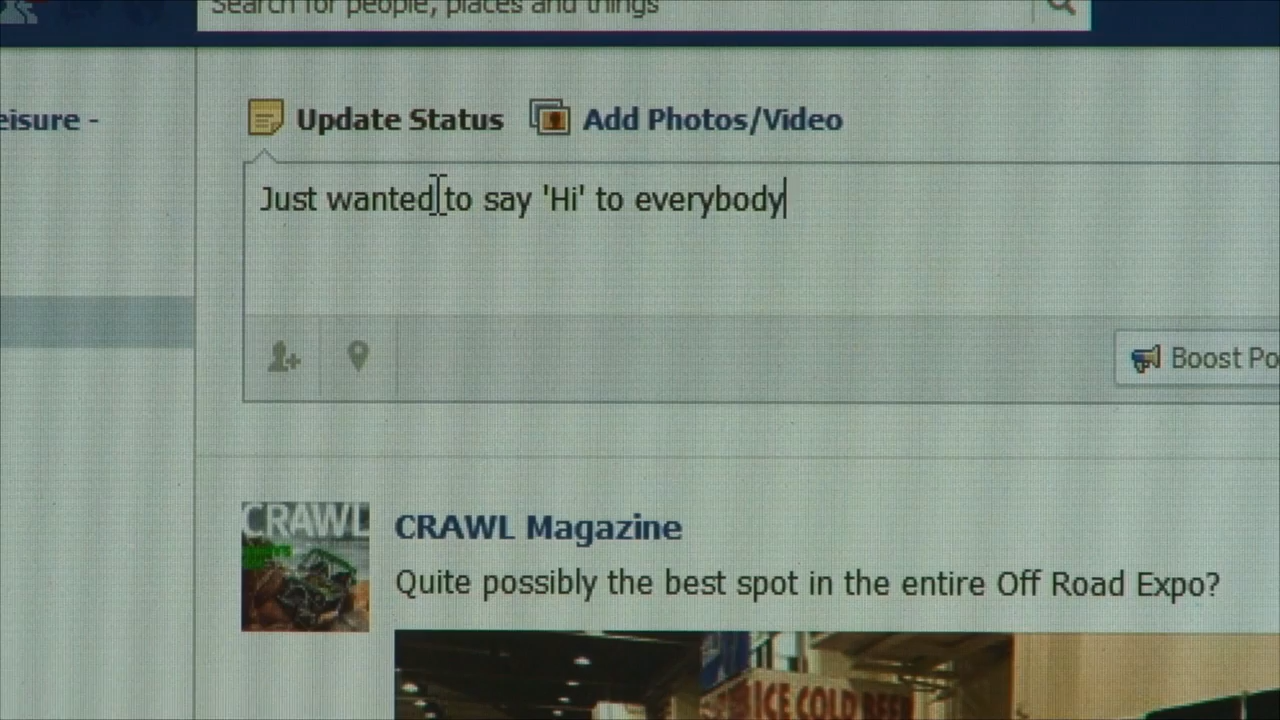 Search for people, places and things
eisure -
Update Status
Add Photos/Video
Just wanted to say 'Hi' to everybody
Boost Po
CRAWL
CRAWL Magazine
Quite possibly the best spot in the entire Off Road Expo?
ICE COLD BEER